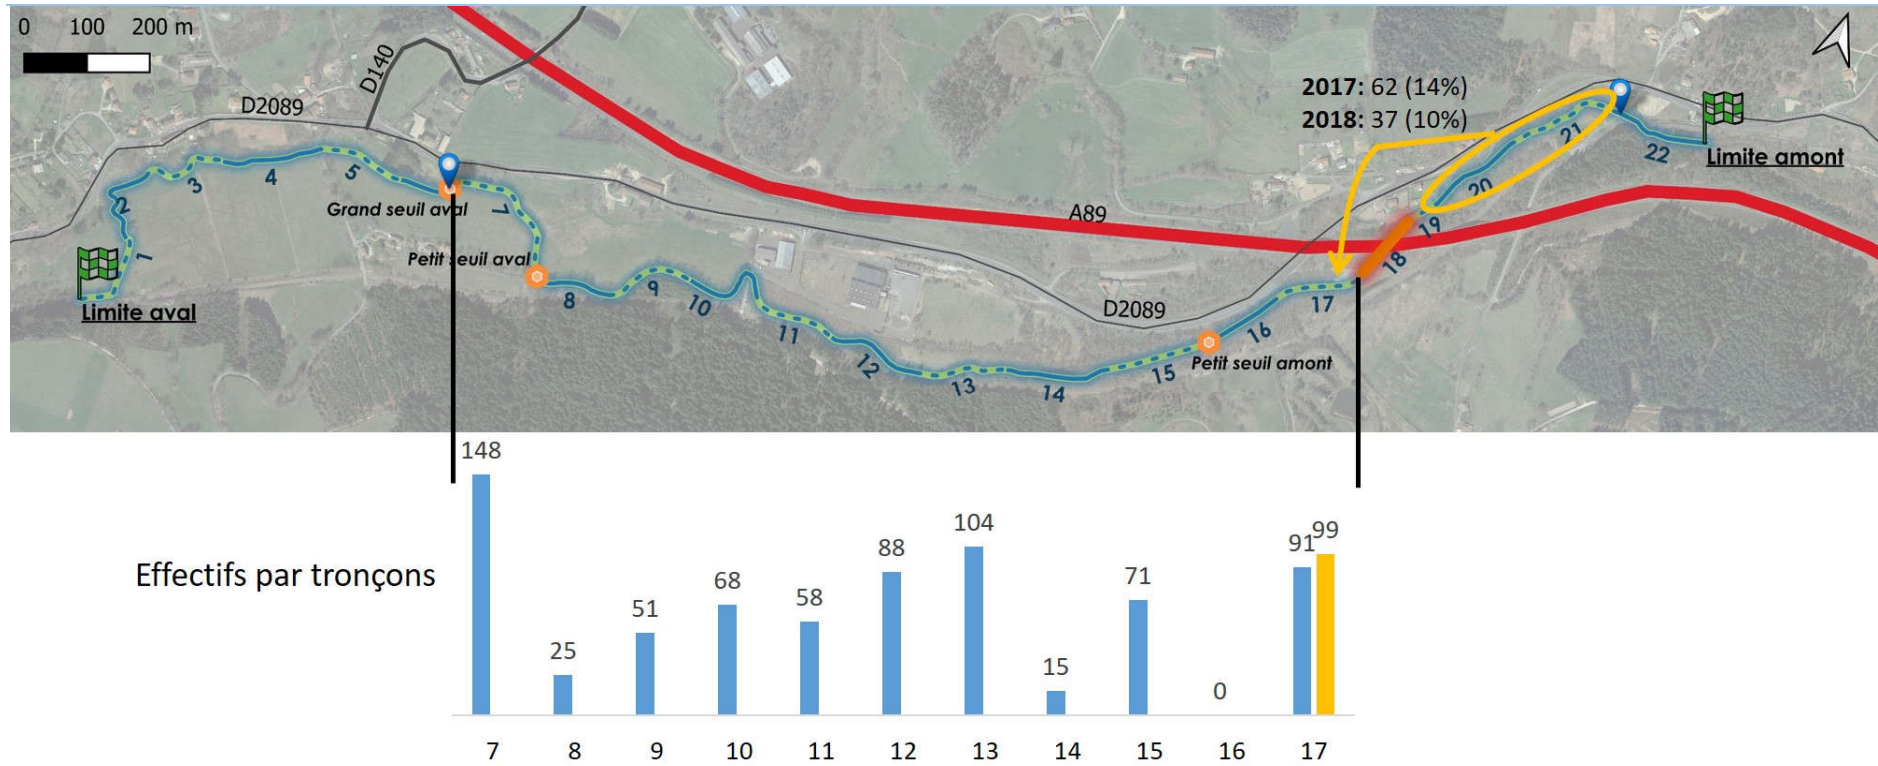 0 100 200 m
D140
D2089
2017: 62 (14%)
2018: 37 (10%)
Limite amont
22
21
20
19
18
A89
Grand seuil aval
Petit seuil aval
Limite aval
1
2
3
4
5
7
8
9
10
11
12
13
14
15
16
17
D2089
Petit seuil amont
Effectifs par tronçons
148
25
51
68
58
88
104
15
71
0
91
99
7 8 9 10 11 12 13 14 15 16 17